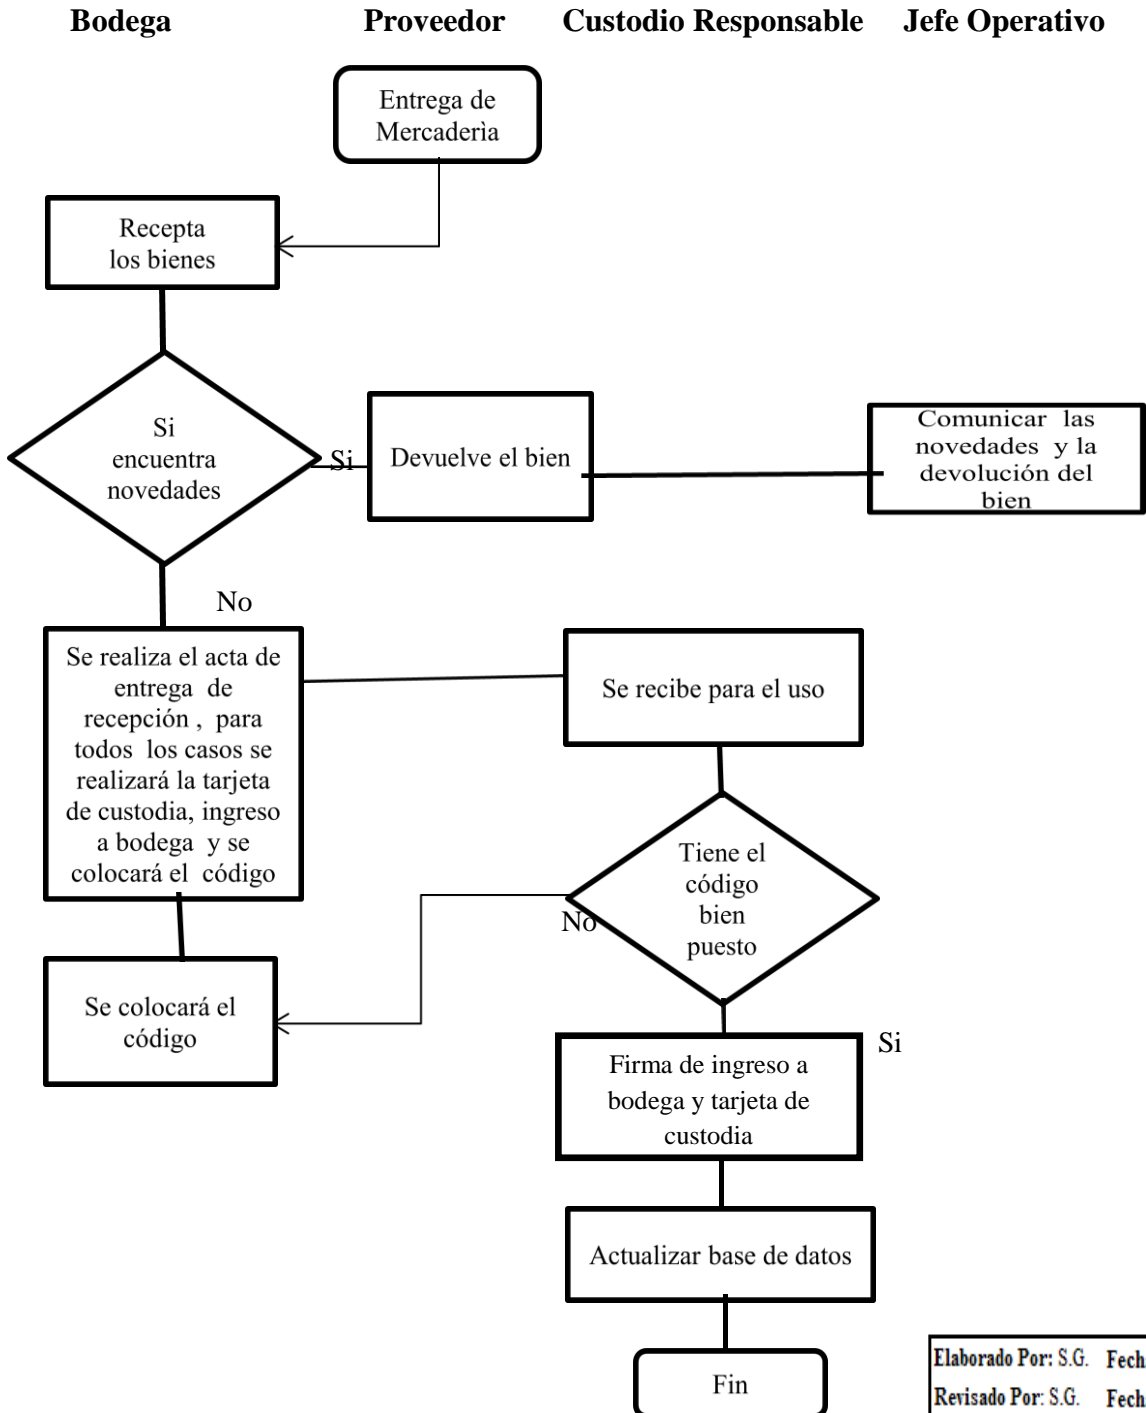 Bodega Proveedor Custodio Responsable Jefe Operativo
Entrega de
Mercaderìa
Recepta
los bienes
Si
encuentra
novedades
Si
Devuelve el bien
Comunicar las
novedades y la
devolución del
bien
No
Se realiza el acta de
entrega de
recepción , para
todos los casos se
realizará la tarjeta
de custodia, ingreso
a bodega y se
colocará el código
Se recibe para el uso
Tiene el
código
bien
puesto
No
Se colocará el
código
Si
Firma de ingreso a
bodega y tarjeta de
custodia
Actualizar base de datos
Fin
Elaborado Por: S.G. Fech
Revisado Por: S.G. Fech